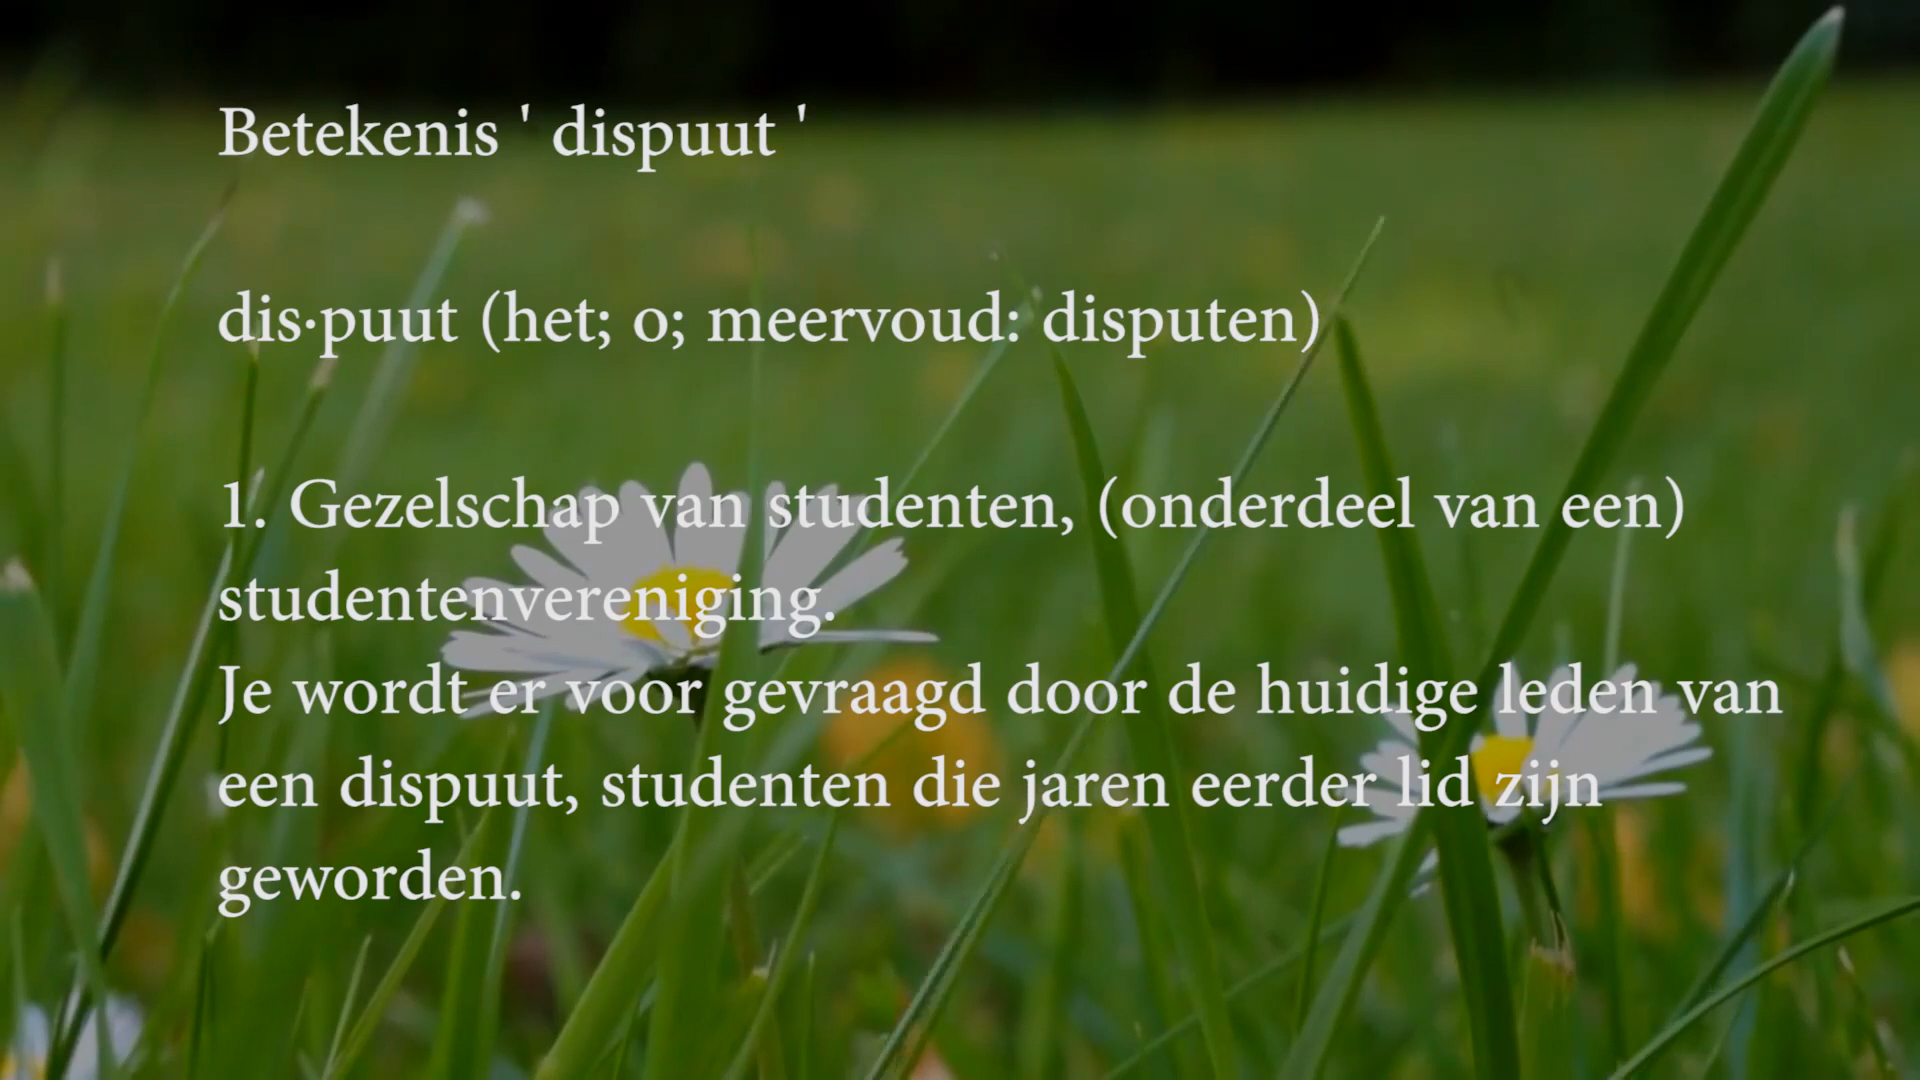 Betekenis ' dispuut '
dis·puut (het; o; meervoud: disputen)
1. Gezelschap van studenten, (onderdeel van een)
studentenvereniging.
Je wordt er voor gevraagd door de huidige leden van
een dispuut, studenten die jaren eerder lid zijn
geworden.